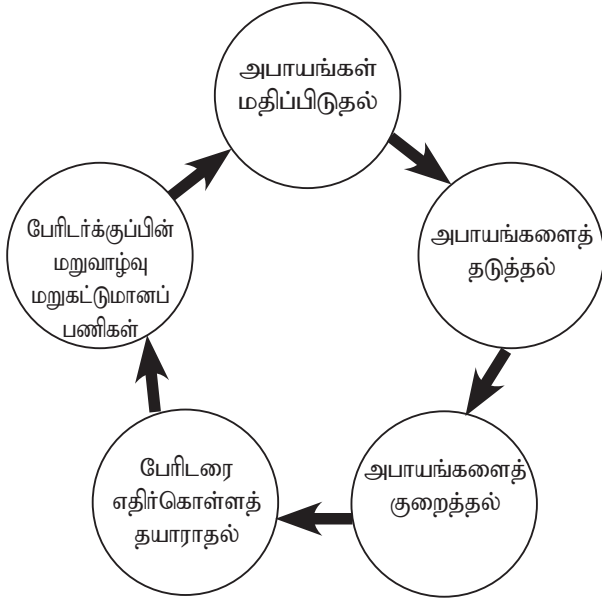 அபாயங்கள்
மதிப்பிடுதல்
அபாயங்களைத்
தடுத்தல்
அபாயங்களைத்
குறைத்தல்
பேரிடரை
எதிர்கொள்ளத்
தயாராதல்
பேரிடர்க்குப்பின்
மறுவாழ்வு
மறுகட்டுமானப்
பணிகள்